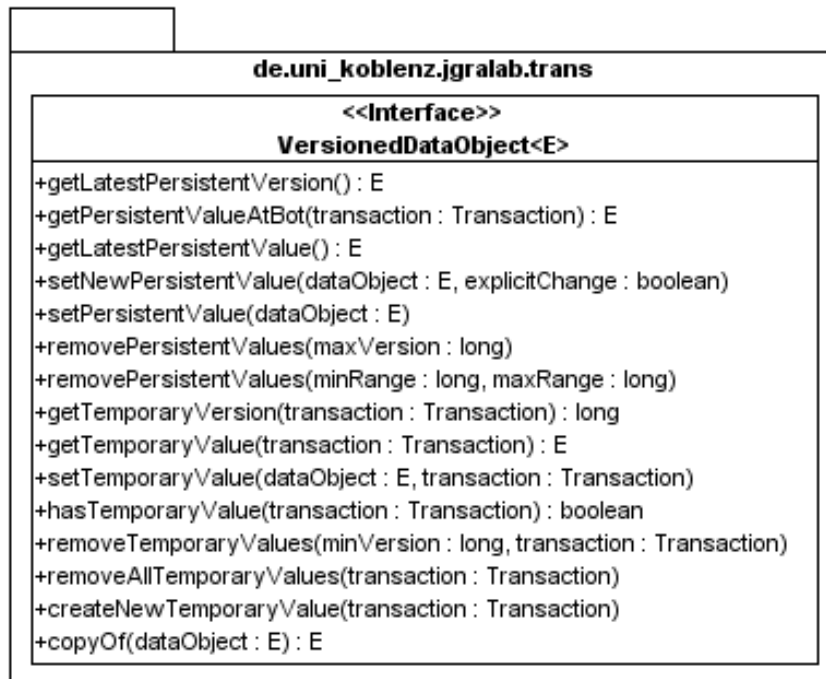 de.uni_koblenz.jgralab.trans
<<Interface>>
VersionedDataObject<E>
+getLatestPersistentVersion() : E
+getPersistentValueAtBot(transaction : Transaction) : E
+getLatestPersistentValue() : E
+setNewPersistentValue(dataObject : E, explicitChange : boolean)
+setPersistentValue(dataObject : E)
+removePersistentValues(maxVersion : long)
+removePersistentValues(minRange : long, maxRange : long)
+getTemporaryVersion(transaction : Transaction) : long
+getTemporaryValue(transaction : Transaction) : E
+setTemporaryValue(dataObject : E, transaction : Transaction)
+hasTemporaryValue(transaction : Transaction) : boolean
+removeTemporaryValues(minVersion : long, transaction : Transaction)
+removeAllTemporaryValues(transaction : Transaction)
+createNewTemporaryValue(transaction : Transaction)
+copyOf(dataObject : E) : E